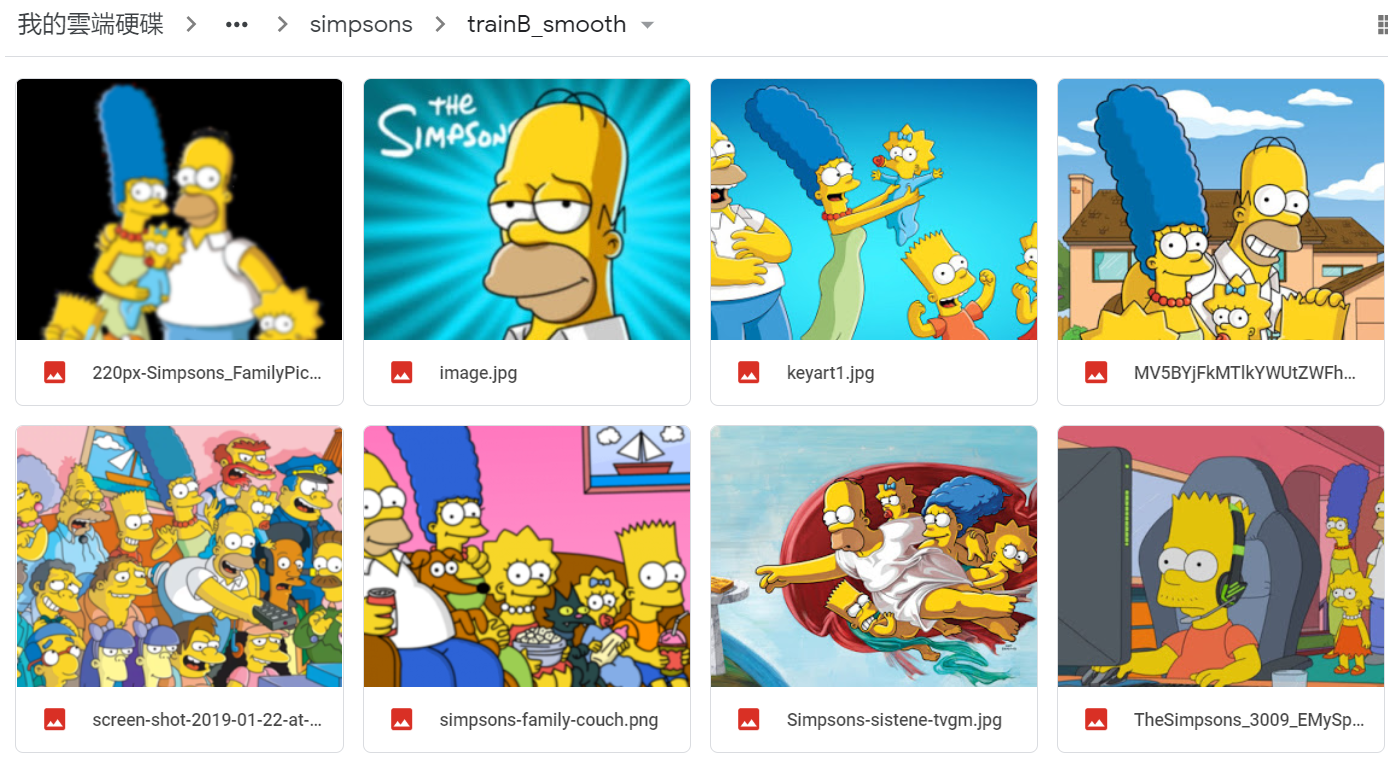 我的雲端硬碟 > ••• > simpsons > trainB_smooth
THE
SIMPSONS
220px-Simpsons_FamilyPic...
image.jpg
keyart1.jpg
MV5BYjFkMTlkYWUtZWFh...
screen-shot-2019-01-22-at-...
simpsons-family-couch.png
Simpsons-sistene-tvgm.jpg
TheSimpsons_3009_EMySp...